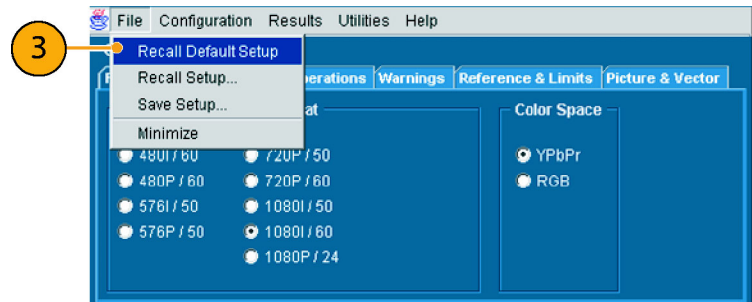 File Configuration Results Utilities Help
3
Recall Default Setup
Recall Setup...
Save Setup...
Minimize
erations Warnings Reference & Limits Picture & Vector
at
Color Space
480I / 60 720P / 50 YPbPr
480P / 60 720P / 60 RGB
576I / 50 1080I / 50
576P / 50 1080I / 60
1080P / 24